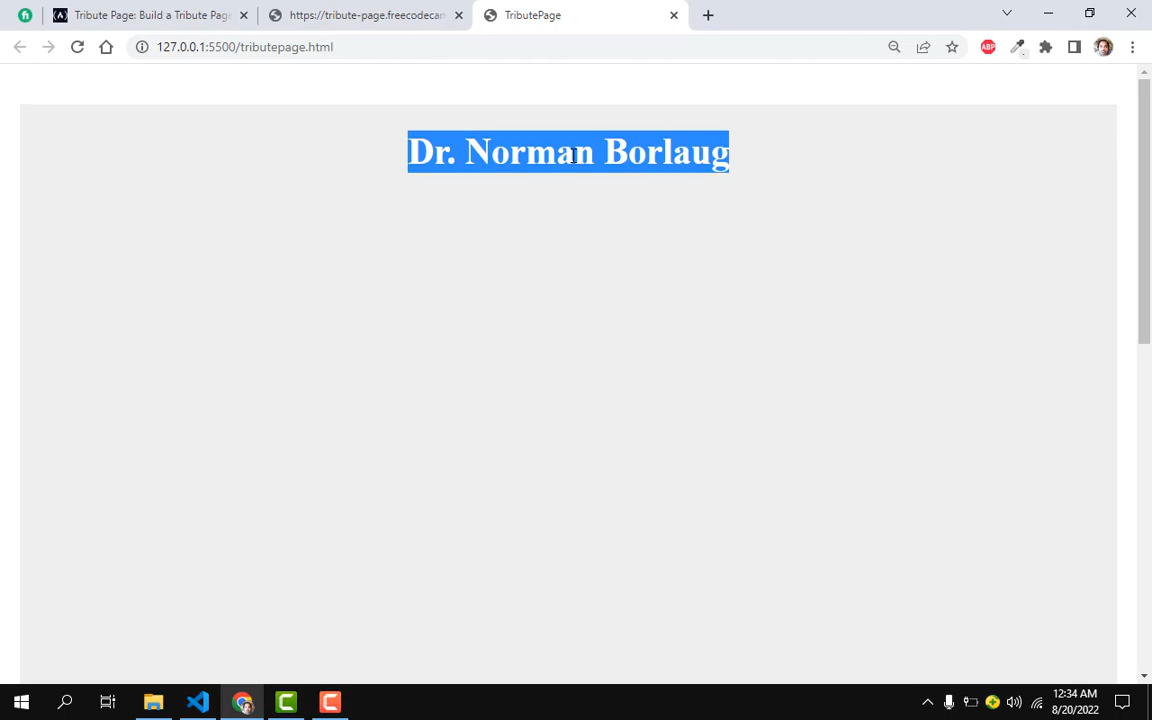 Tribute Page: Build a Tribute Page
https://tribute-page.freecodecam
TributePage
127.0.0.1:5500/tributepage.html
ABP
Dr. Norman Borlaug
12:34 AM
8/20/2022